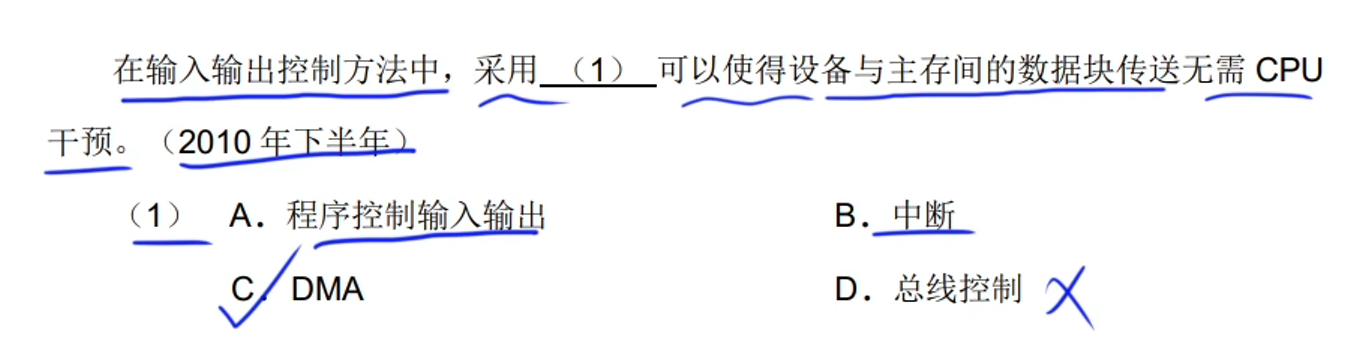 在输入输出控制方法中，采用 （1） 可以使得设备与主存间的数据块传送无需 CPU
干预。（2010 年下半年）
（1） A．程序控制输入输出 B．中断
C．DMA D．总线控制